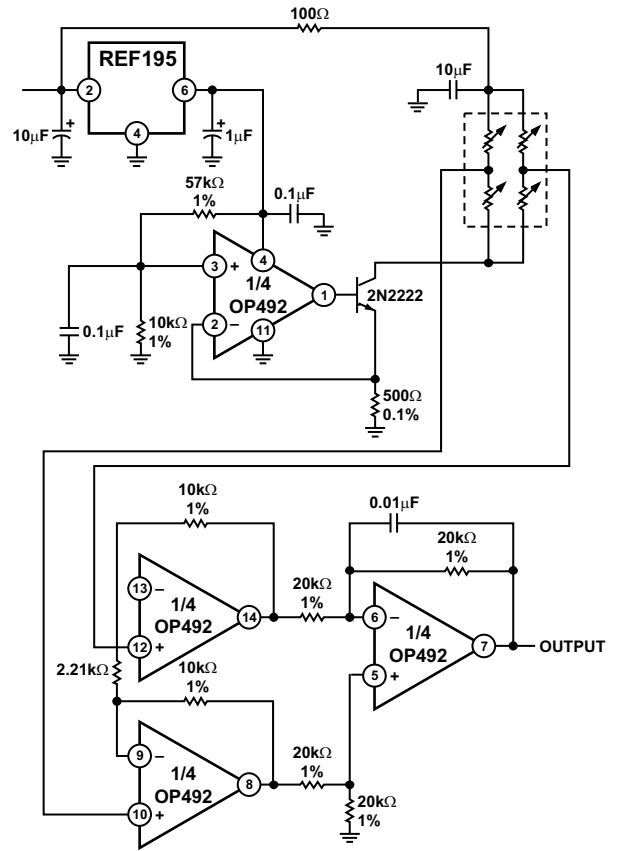 100Ω
REF195
2
6
4
10μF
+
1μF
+
10μF
57kΩ
1%
0.1μF
3
+
4
1/4
OP492
1
2
–
11
2N2222
0.1μF
10kΩ
1%
500Ω
0.1%
10kΩ
1%
0.01μF
20kΩ
1%
13
–
1/4
OP492
14
12
+
20kΩ
1%
6
–
1/4
OP492
7
5
+
OUTPUT
2.21kΩ
10kΩ
1%
9
–
1/4
OP492
8
10
+
20kΩ
1%
20kΩ
1%